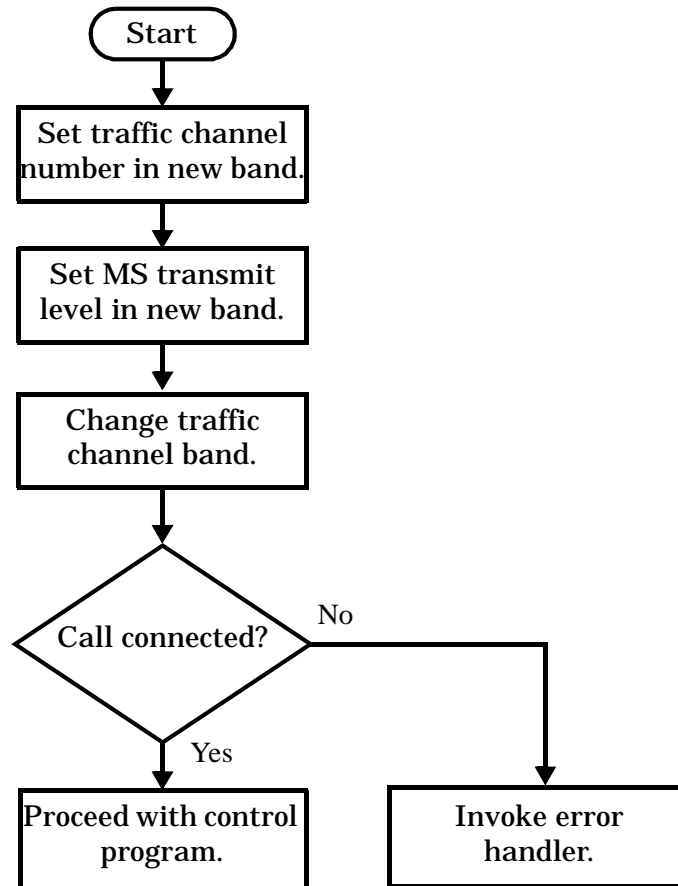 Start
Set traffic channel
number in new band.
Set MS transmit
level in new band.
Change traffic
channel band.
Call connected?
No
Yes
Proceed with control
program.
Invoke error
handler.